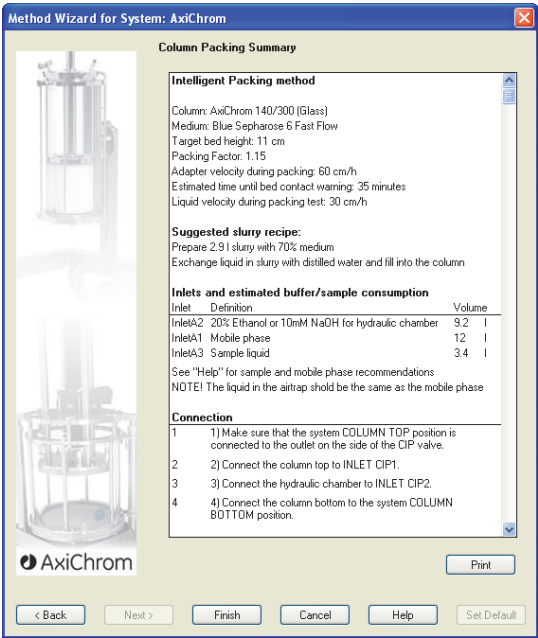 Method Wizard for System: AxiChrom
Column Packing Summary
Intelligent Packing method
Column: AxiChrom 140/300 (Glass)
Medium: Blue Sepharose 6 Fast Flow
Target bed height: 11 cm
Packing Factor: 1.15
Adapter velocity during packing: 60 cm/h
Estimated time until bed contact warning: 35 minutes
Liquid velocity during packing test: 30 cm/h
Suggested slurry recipe:
Prepare 2.9 l slurry with 70% medium
Exchange liquid in slurry with distilled water and fill into the column
Inlets and estimated buffer/sample consumption
Inlet Definition Volume
InletA2 20% Ethanol or 10mM NaOH for hydraulic chamber 9.2 l
InletA1 Mobile phase 12 l
InletA3 Sample liquid 3.4 l
See "Help" for sample and mobile phase recommendations
NOTE! The liquid in the airtrap shold be the same as the mobile phase
Connection
1 1) Make sure that the system COLUMN TOP position is
connected to the outlet on the side of the CIP valve.
2 2) Connect the column top to INLET CIP1.
3 3) Connect the hydraulic chamber to INLET CIP2.
4 4) Connect the column bottom to the system COLUMN
BOTTOM position.
AxiChrom
Print
< Back Next > Finish Cancel Help Set Default